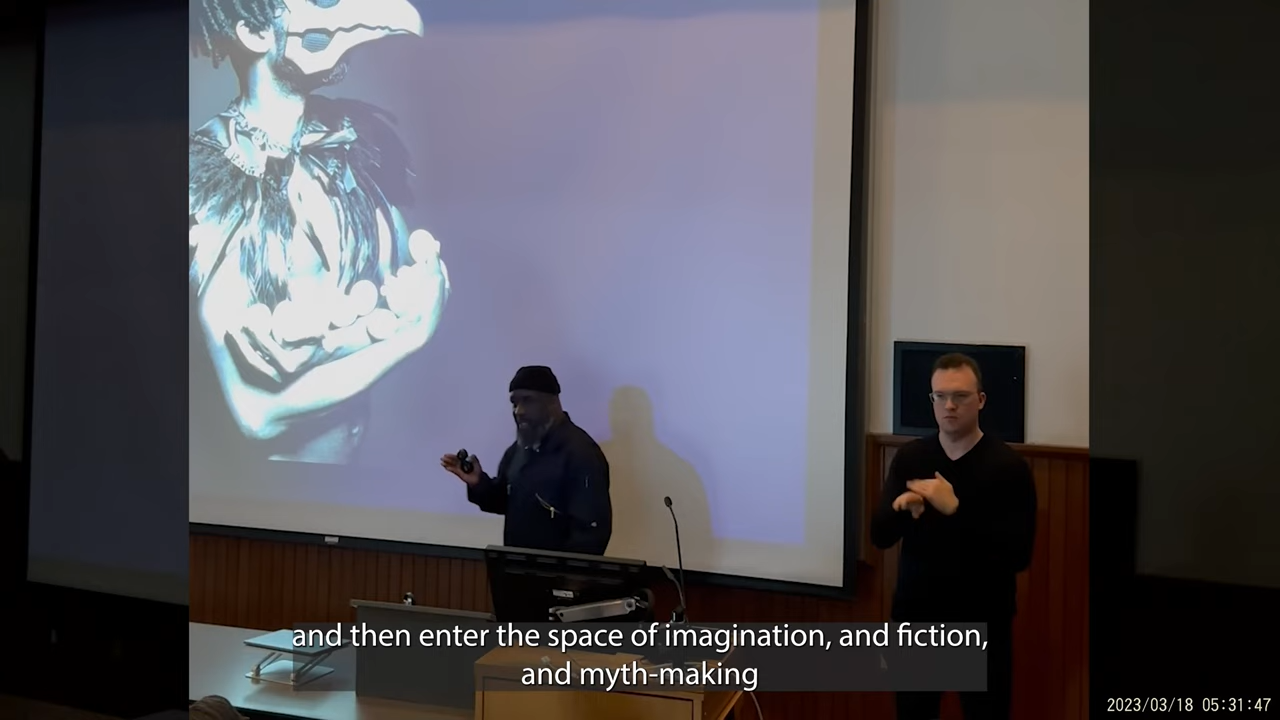 and then enter the space of imagination, and fiction,
and myth-making
2023/03/18 05:31:47